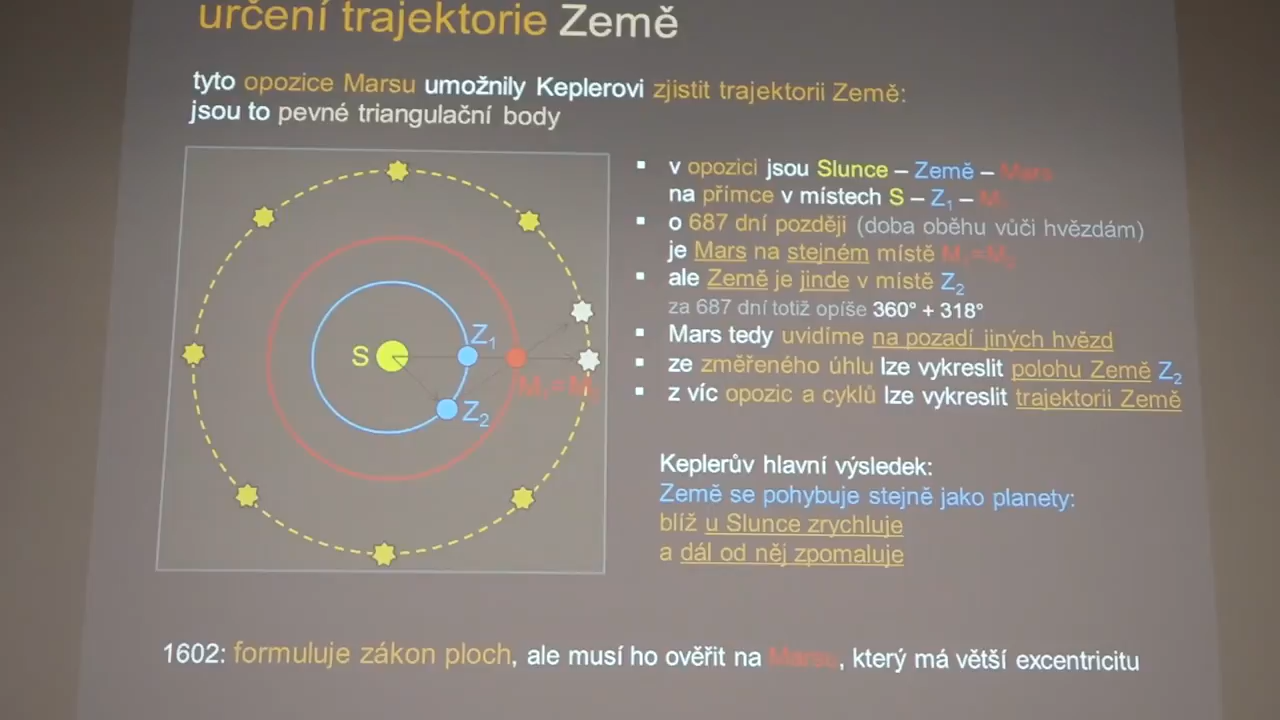 určení trajektorie Země
tyto opozice Marsu umožnily Keplerovi zjistit trajektorii Země:
jsou to pevné triangulační body
▪ v opozici jsou Slunce – Země – Mars
na přímce v místech S – Z₁ – M₁
▪ o 687 dní později (doba oběhu vůči hvězdám)
je Mars na stejném místě M₁=M₂
▪ ale Země je jinde v místě Z₂
za 687 dní totiž opíše 360° + 318°
▪ Mars tedy uvidíme na pozadí jiných hvězd
▪ ze změřeného úhlu lze vykreslit polohu Země Z₂
▪ z víc opozic a cyklů lze vykreslit trajektorii Země
S
Z₁
M₁=M₂
Z₂
Keplerův hlavní výsledek:
Země se pohybuje stejně jako planety:
blíž u Slunce zrychluje
a dál od něj zpomaluje
1602: formuluje zákon ploch, ale musí ho ověřit na Marsu, který má větší excentricitu